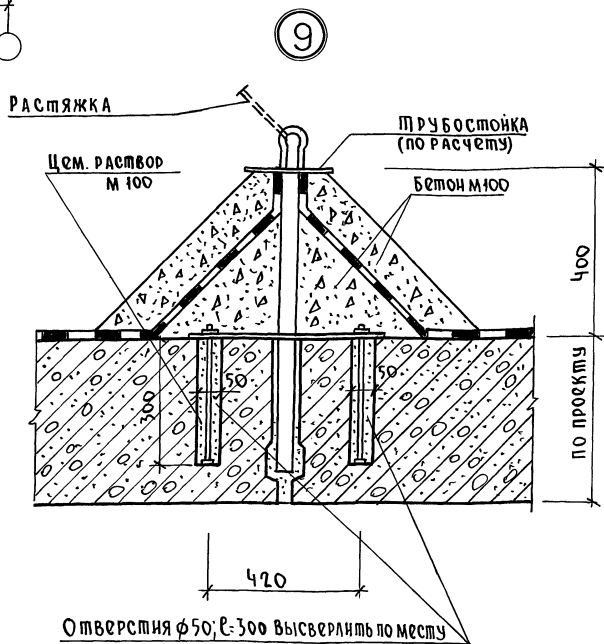 9
РАСТЯЖКА
ТРУБОСТОЙКА
(ПО РАСЧЕТУ)
ЦЕМ. РАСТВОР
М 100
БЕТОН М100
400
50
50
300
ПО ПРОЕКТУ
420
ОТВЕРСТИЯ ϕ50; ℓ=300 ВЫСВЕРЛИТЬ ПО МЕСТУ